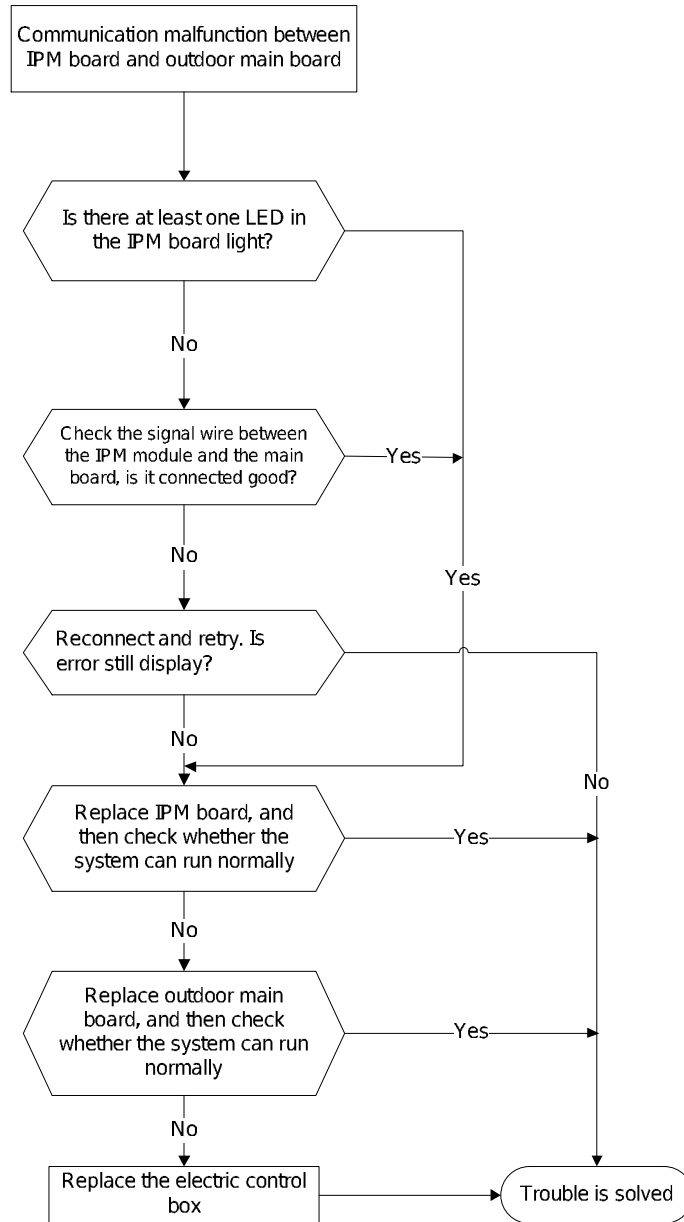 Communication malfunction between
IPM board and outdoor main board
Is there at least one LED in
the IPM board light?
No
Check the signal wire between
the IPM module and the main
board, is it connected good?
Yes
No
Yes
Reconnect and retry. Is
error still display?
No
No
Replace IPM board, and
then check whether the
system can run normally
Yes
No
Replace outdoor main
board, and then check
whether the system can run
normally
Yes
No
Replace the electric control
box
Trouble is solved